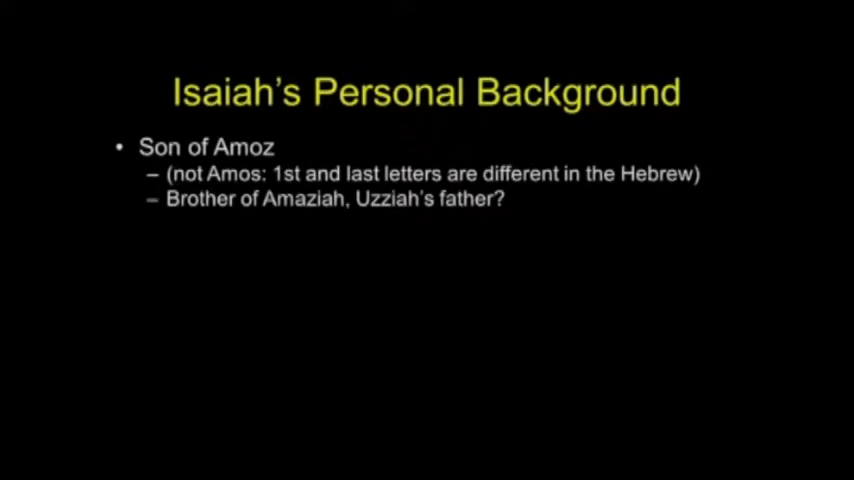 Isaiah’s Personal Background
• Son of Amoz
– (not Amos: 1st and last letters are different in the Hebrew)
– Brother of Amaziah, Uzziah’s father?